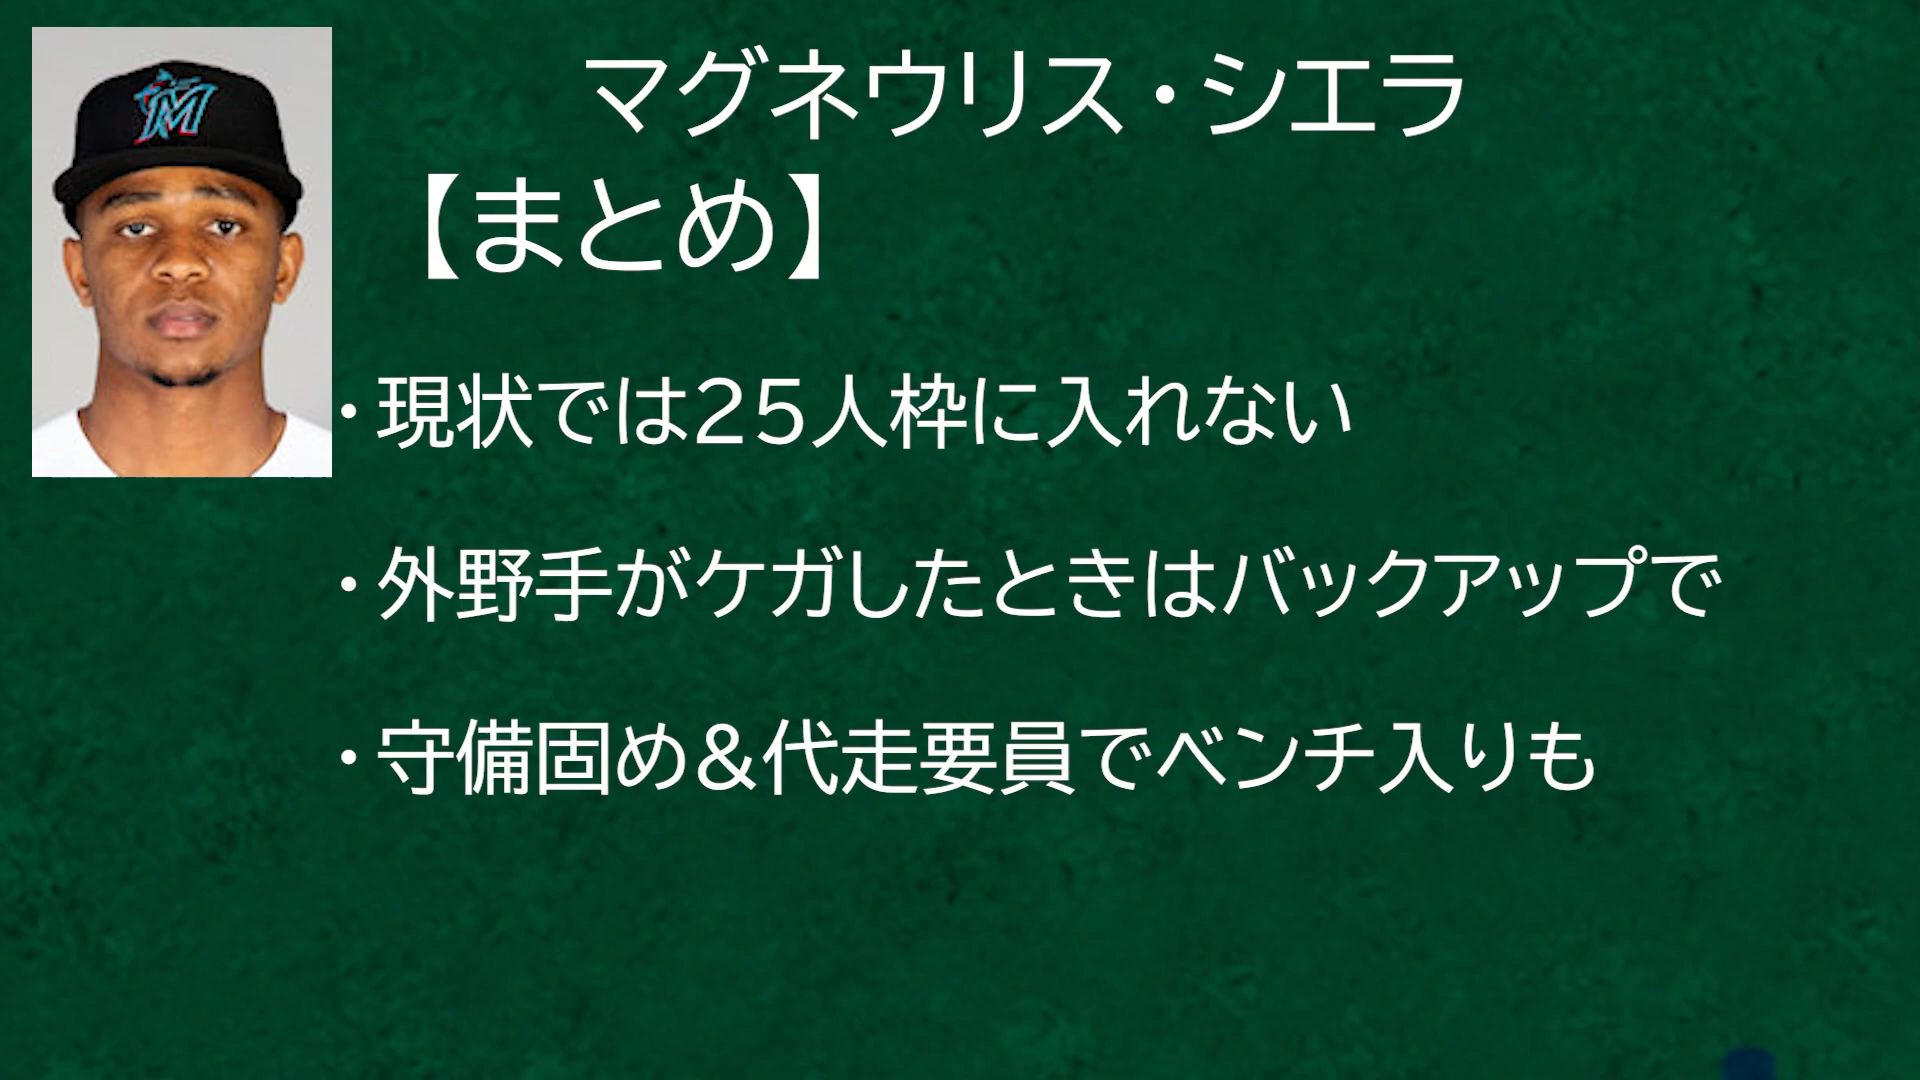 マグネウリス・シエラ
【まとめ】
・現状では25人枠に入れない
・外野手がケガしたときはバックアップで
・守備固め&代走要員でベンチ入りも
M